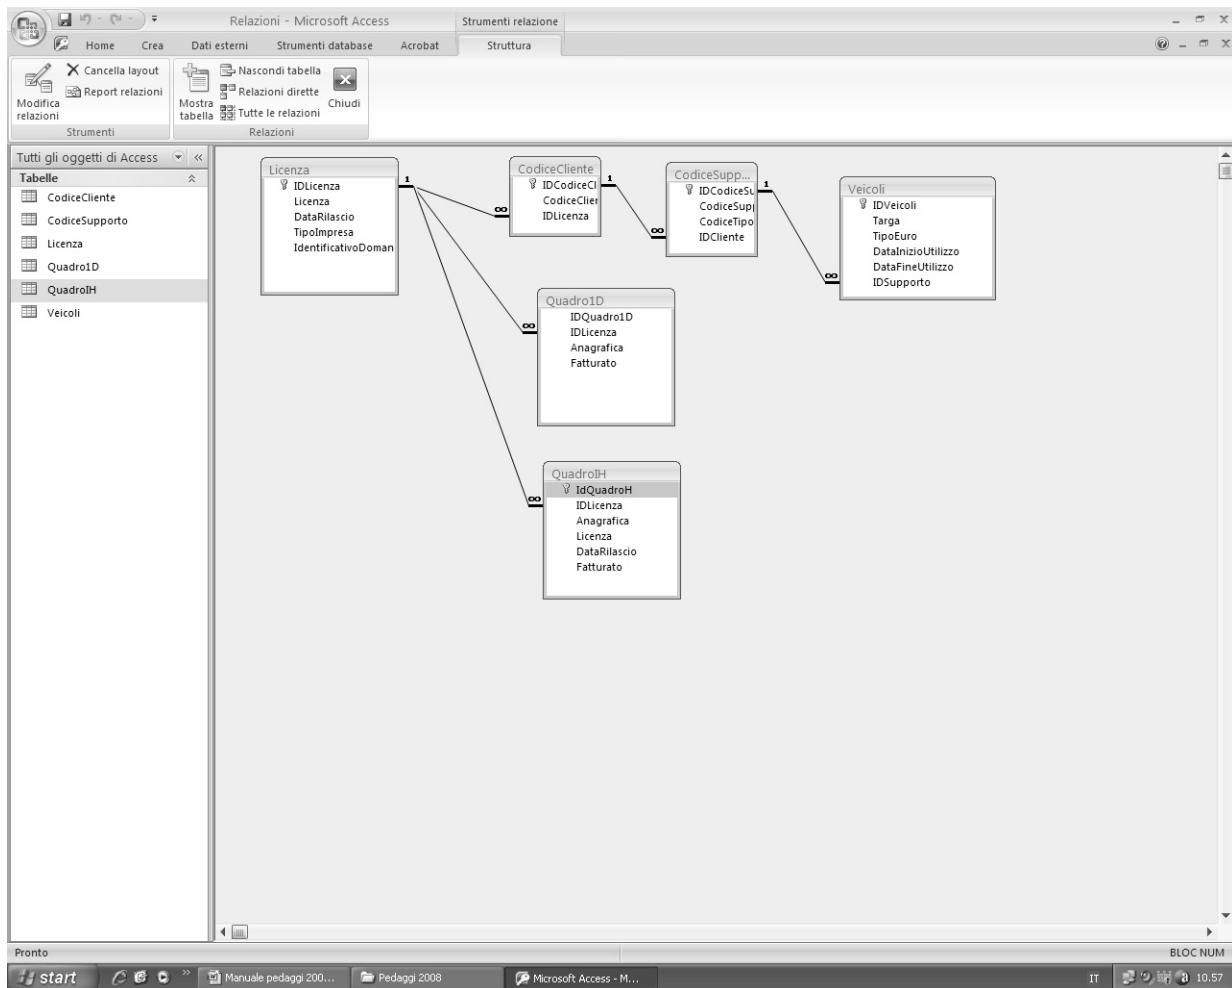 Relazioni - Microsoft Access
Strumenti relazione
Home Crea Dati esterni Strumenti database Acrobat Struttura
Modifica relazioni
Cancella layout
Report relazioni
Strumenti
Mostra tabella
Nascondi tabella
Relazioni dirette
Tutte le relazioni
Chiudi
Relazioni
Tutti gli oggetti di Access
Tabelle
CodiceCliente
CodiceSupporto
Licenza
Quadro1D
QuadroIH
Veicoli
Licenza
IDLicenza
Licenza
DataRilascio
TipoImpresa
IdentificativoDoman
1
∞
CodiceCliente
IDCodiceCl
CodiceClier
IDLicenza
1
∞
CodiceSupp...
IDCodiceSu
CodiceSupp
CodiceTipo
IDCliente
1
∞
Veicoli
IDVeicoli
Targa
TipoEuro
DataInizioUtilizzo
DataFineUtilizzo
IDSupporto
∞
Quadro1D
IDQuadro1D
IDLicenza
Anagrafica
Fatturato
∞
QuadroIH
IdQuadroH
IDLicenza
Anagrafica
Licenza
DataRilascio
Fatturato
Pronto
BLOC NUM
start
Manuale pedaggi 200...
Pedaggi 2008
Microsoft Access - M...
IT
10.57